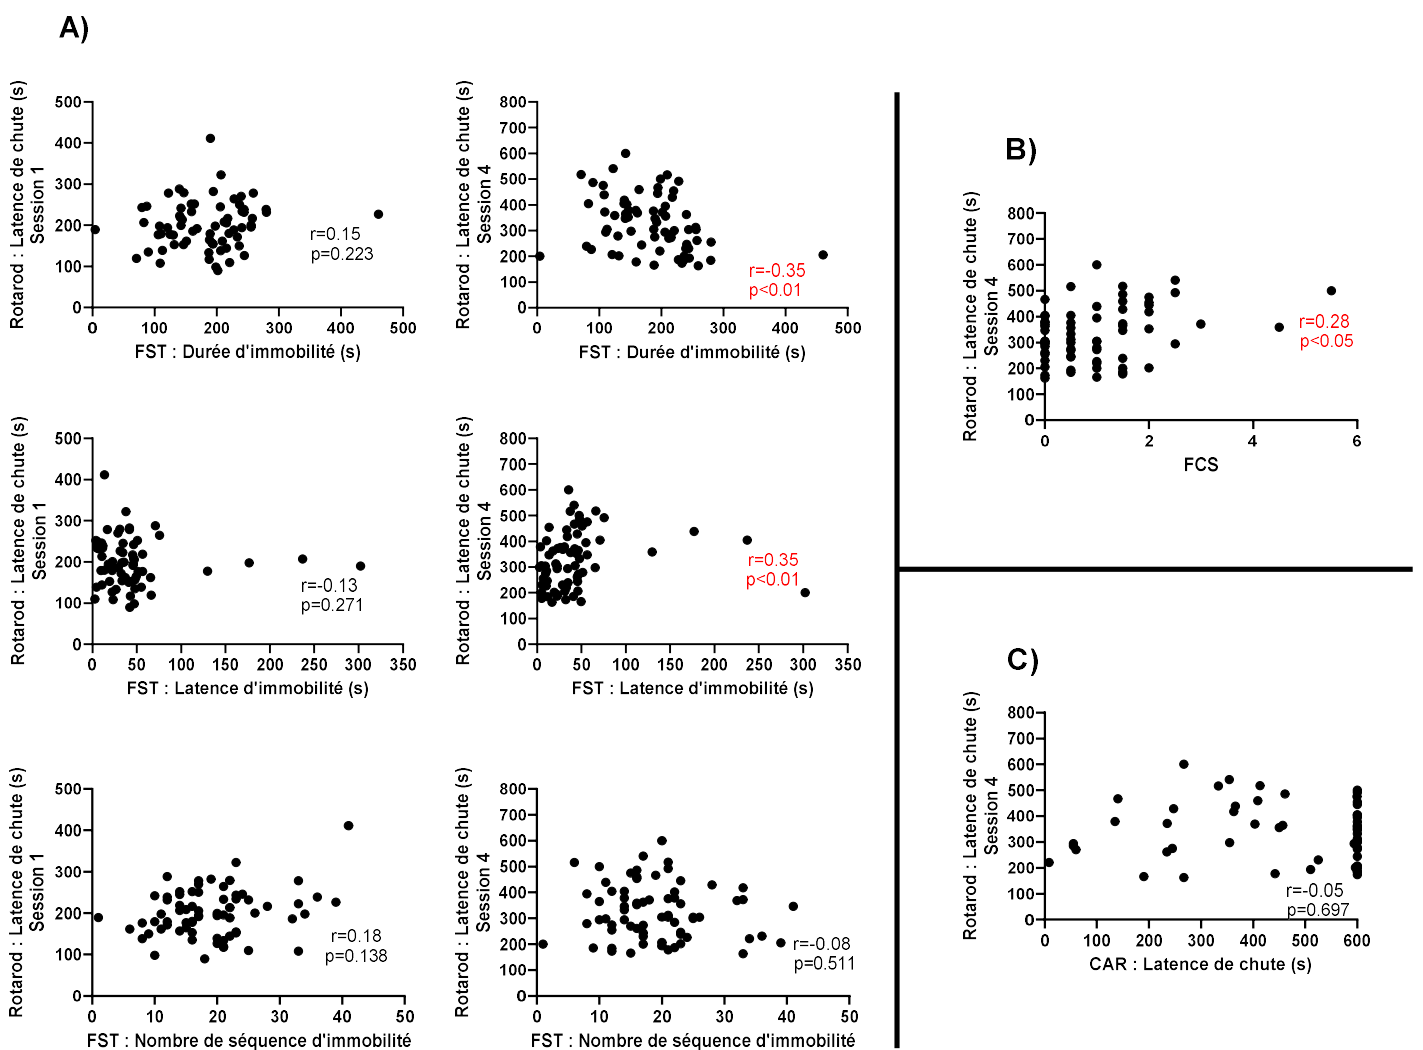 A)
Rotarod : Latence de chute (s)
Session 1
500
400
300
200
100
0
0 100 200 300 400 500
r=0.15
p=0.223
FST : Durée d'immobilité (s)
Rotarod : Latence de chute (s)
Session 4
800
700
600
500
400
300
200
100
0
0 100 200 300 400 500
r=-0.35
p<0.01
FST : Durée d'immobilité (s)
Rotarod : Latence de chute (s)
Session 1
500
400
300
200
100
0
0 50 100 150 200 250 300 350
r=-0.13
p=0.271
FST : Latence d'immobilité (s)
Rotarod : Latence de chute (s)
Session 4
800
700
600
500
400
300
200
100
0
0 50 100 150 200 250 300 350
r=0.35
p<0.01
FST : Latence d'immobilité (s)
Rotarod : Latence de chute (s)
Session 1
500
400
300
200
100
0
0 10 20 30 40 50
r=0.18
p=0.138
FST : Nombre de séquence d'immobilité
Rotarod : Latence de chute (s)
Session 4
800
700
600
500
400
300
200
100
0
0 10 20 30 40 50
r=-0.08
p=0.511
FST : Nombre de séquence d'immobilité
B)
Rotarod : Latence de chute (s)
Session 4
800
700
600
500
400
300
200
100
0
0 2 4 6
r=0.28
p<0.05
FCS
C)
Rotarod : Latence de chute (s)
Session 4
800
700
600
500
400
300
200
100
0
0 100 200 300 400 500 600
r=-0.05
p=0.697
CAR : Latence de chute (s)